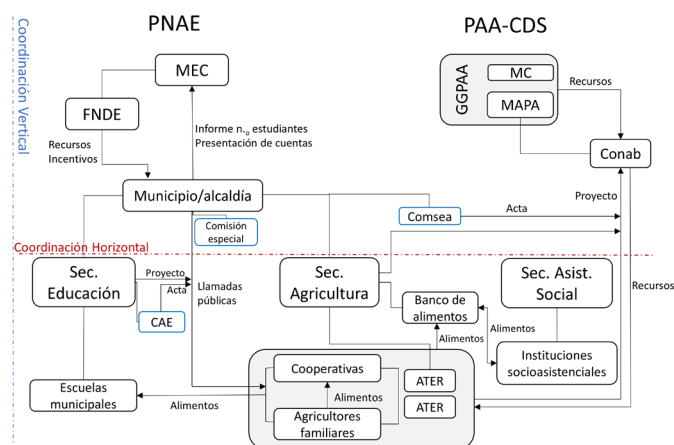 PNAE
PAA-CDS
Coordinación Vertical
MEC
GGPAA
MC
MAPA
Recursos
FNDE
Informe n.o estudiantes
Presentación de cuentas
Recursos
Incentivos
Conab
Municipio/alcaldía
Proyecto
Comsea
Acta
Comisión
especial
Coordinación Horizontal
Sec.
Educación
Proyecto
Acta
CAE
Llamadas
públicas
Sec.
Agricultura
Banco de
alimentos
Sec. Asist.
Social
Recursos
Alimentos
Alimentos
Instituciones
socioasistenciales
Cooperativas
ATER
Escuelas
municipales
Alimentos
Alimentos
ATER
Agricultores
familiares